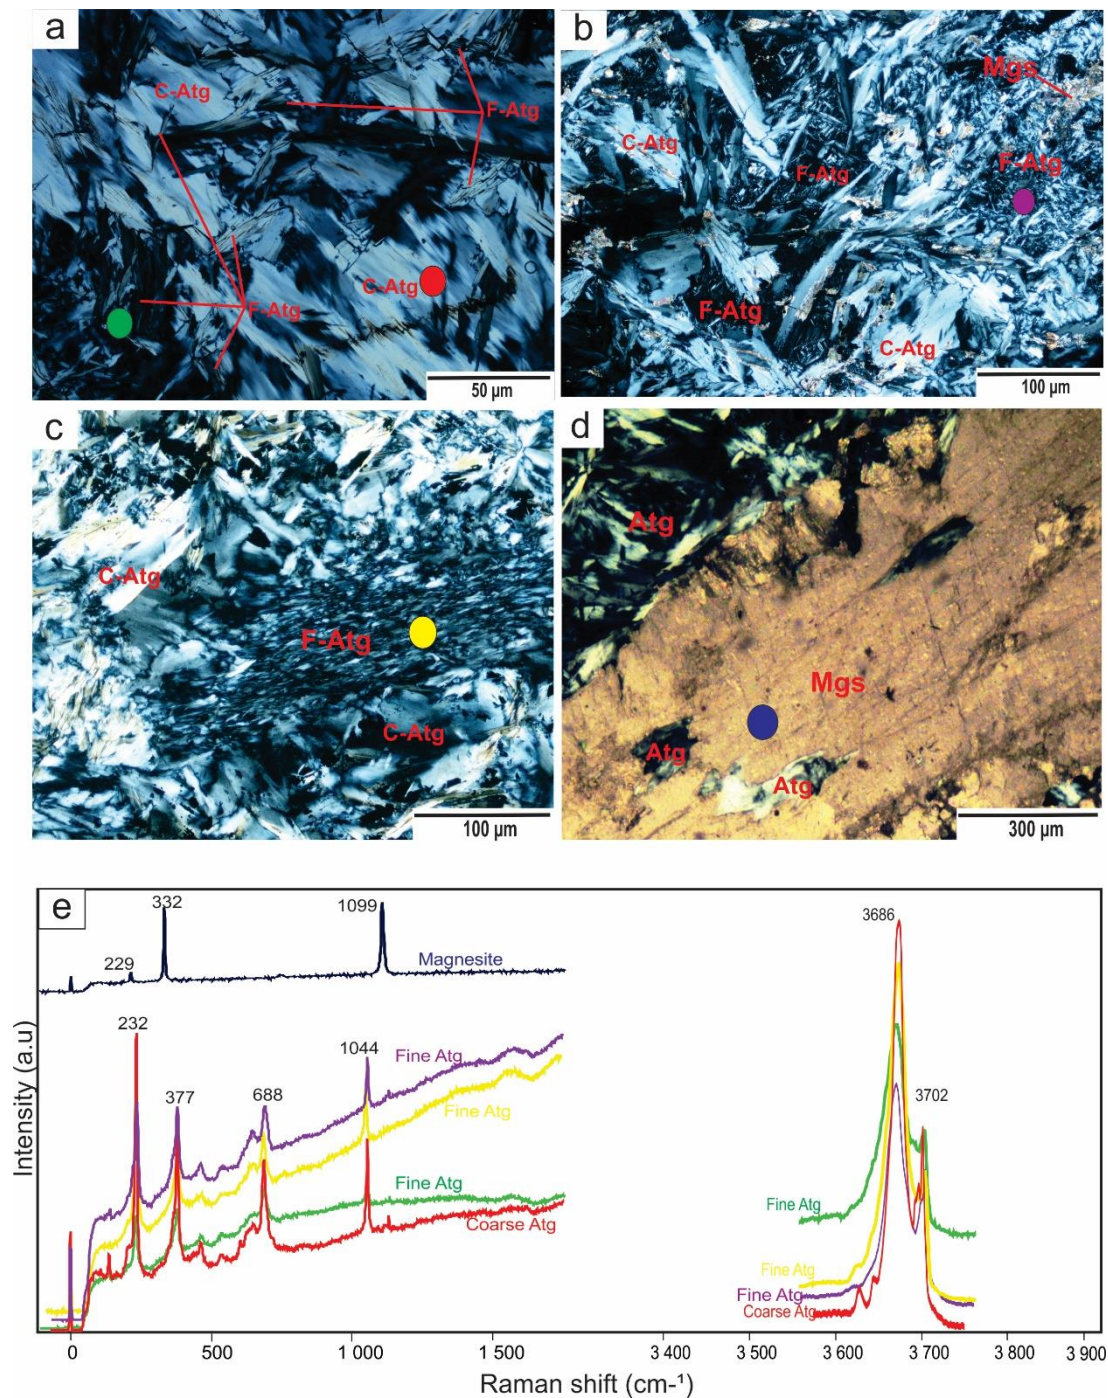 a
C-Atg
F-Atg
C-Atg
F-Atg
50 µm
b
Mgs
C-Atg
F-Atg
F-Atg
F-Atg
C-Atg
100 µm
c
C-Atg
F-Atg
C-Atg
100 µm
d
Atg
Mgs
Atg
Atg
300 µm
e
332
1099
229
Magnesite
232
377
688
1044
Fine Atg
Fine Atg
Fine Atg
Coarse Atg
3686
3702
Fine Atg
Fine Atg
Fine Atg
Coarse Atg
Intensity (a.u)
0 500 1 000 1 500 3 400 3 500 3 600 3 700 3 800 3 900
Raman shift (cm-¹)